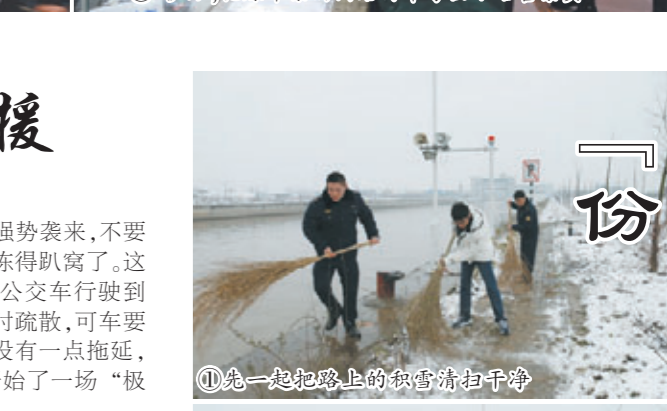 援
强势袭来,不要
冻得趴窝了。这
公交车行驶到
时疏散,可车要
没有一点拖延,
始了一场“极
『
份
①先一起把路上的积雪清扫干净